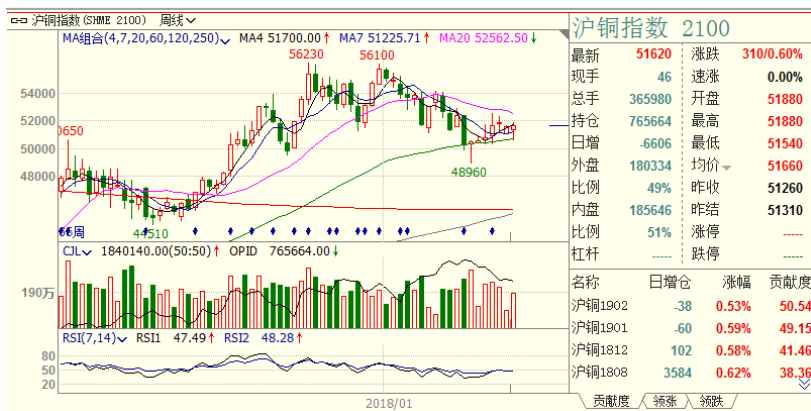 沪铜指数(SHME 2100) 周线
MA组合(4,7,20,60,120,250) MA4 51700.00↑ MA7 51225.71↑ MA20 52562.50↓
56230 56100
54000
52000
0650
50000
48960
48000
44510
周
CJL 1840140.00(50:50)↑ OPID 765664.00↓
190万
RSI(7,14) RSI1 47.49↑ RSI2 48.28↑
80
50
20
2018/01
沪铜指数 2100
最新 51620 涨跌 310/0.60%
现手 46 速涨 0.00%
总手 365980 开盘 51880
持仓 765664 最高 51880
日增 -6606 最低 51540
外盘 180334 均价 51660
比例 49% 昨收 51260
内盘 185646 昨结 51310
比例 51% 涨停 -----
杠杆 ----- 跌停 -----
名称 日增仓 涨幅 贡献度
沪铜1902 -38 0.53% 50.54
沪铜1901 -60 0.59% 49.15
沪铜1812 102 0.58% 41.46
沪铜1808 3584 0.62% 38.36
贡献度 领涨 领跌